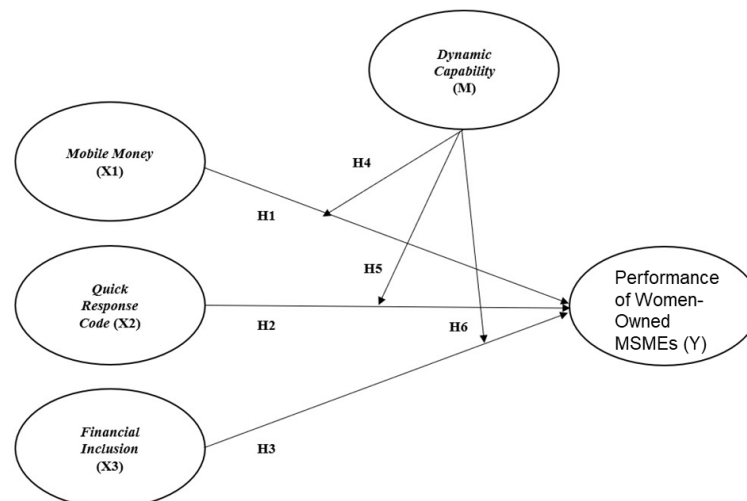 Dynamic
Capability
(M)
Mobile Money
(X1)
H4
H1
Quick
Response
Code (X2)
H5
H2
H6
Performance
of Women-
Owned
MSMEs (Y)
Financial
Inclusion
(X3)
H3